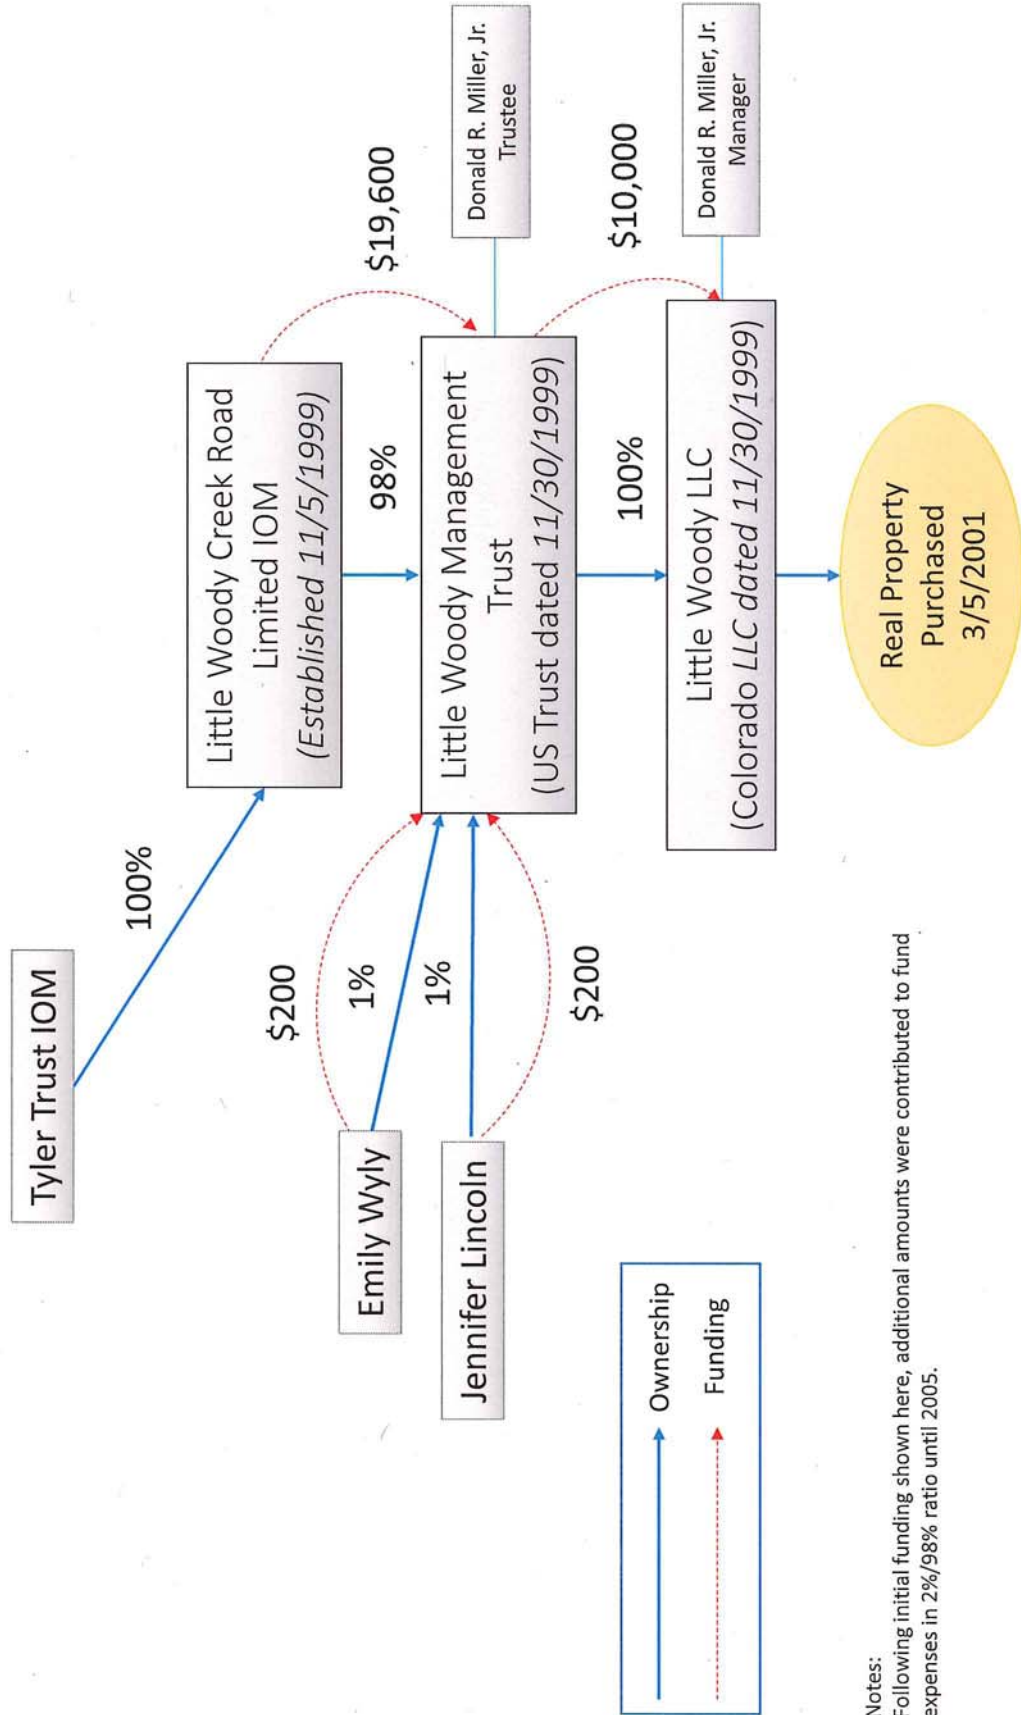 Tyler Trust IOM
100%
Little Woody Creek Road
Limited IOM
(Established 11/5/1999)
$19,600
98%
Emily Wyly
$200
1%
Jennifer Lincoln
1%
$200
Little Woody Management
Trust
(US Trust dated 11/30/1999)
Donald R. Miller, Jr.
Trustee
100%
$10,000
Little Woody LLC
(Colorado LLC dated 11/30/1999)
Donald R. Miller, Jr.
Manager
Real Property
Purchased
3/5/2001
Ownership
Funding
Notes:
Following initial funding shown here, additional amounts were contributed to fund
expenses in 2%/98% ratio until 2005.